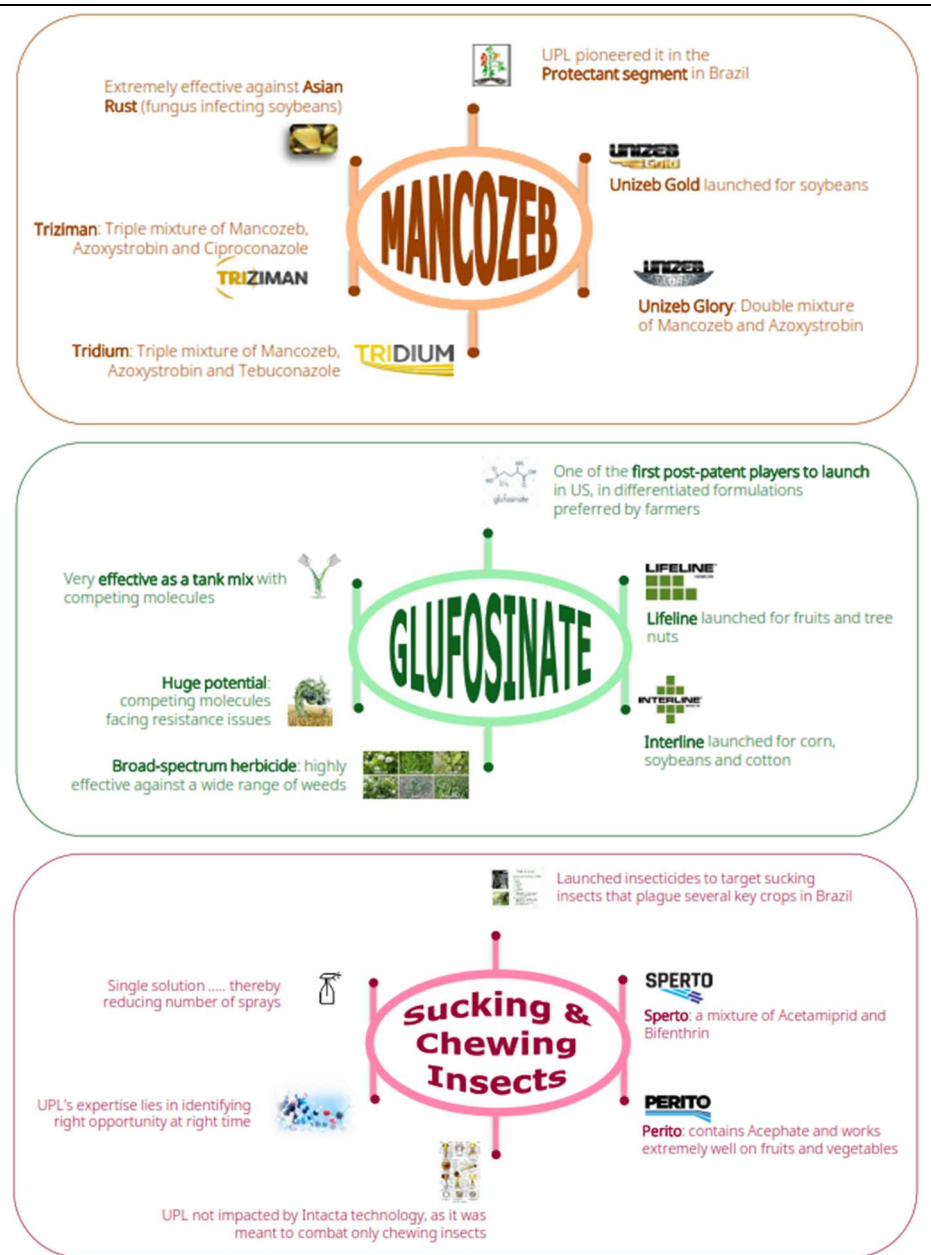 UPL pioneered it in the
Protectant segment in Brazil
Extremely effective against Asian
Rust (fungus infecting soybeans)
UNIZEB
GOLD
Unizeb Gold launched for soybeans
MANCOZEB
Triziman: Triple mixture of Mancozeb,
Azoxystrobin and Ciproconazole
TRIZIMAN
UNIZEB
GLORY
Unizeb Glory: Double mixture
of Mancozeb and Azoxystrobin
Tridium: Triple mixture of Mancozeb,
Azoxystrobin and Tebuconazole
TRIDIUM
glufosinate
One of the first post-patent players to launch
in US, in differentiated formulations
preferred by farmers
Very effective as a tank mix with
competing molecules
LIFELINE
Lifeline launched for fruits and tree
nuts
GLUFOSINATE
Huge potential:
competing molecules
facing resistance issues
INTERLINE
Interline launched for corn,
soybeans and cotton
Broad-spectrum herbicide: highly
effective against a wide range of weeds
Launched insecticides to target sucking
insects that plague several key crops in Brazil
Single solution ..... thereby
reducing number of sprays
SPERTO
Sperto: a mixture of Acetamiprid and
Bifenthrin
Sucking &
Chewing
Insects
UPL's expertise lies in identifying
right opportunity at right time
PERITO
Perito: contains Acephate and works
extremely well on fruits and vegetables
UPL not impacted by Intacta technology, as it was
meant to combat only chewing insects